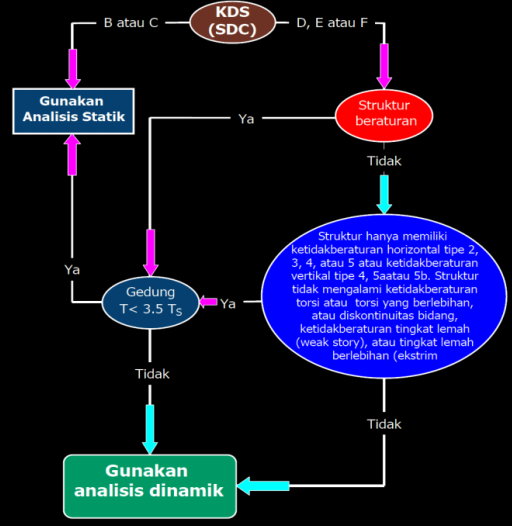 KDS
(SDC)
B atau C
D, E atau F
Gunakan
Analisis Statik
Struktur
beraturan
Ya
Tidak
Struktur hanya memiliki
ketidakberaturan horizontal tipe 2,
3, 4, atau 5 atau ketidakberaturan
vertikal tipe 4, 5aatau 5b. Struktur
tidak mengalami ketidakberaturan
torsi atau torsi yang berlebihan,
atau diskontinuitas bidang,
ketidakberaturan tingkat lemah
(weak story), atau tingkat lemah
berlebihan (ekstrim
Ya
Gedung
T< 3.5 TS
Ya
Tidak
Tidak
Gunakan
analisis dinamik